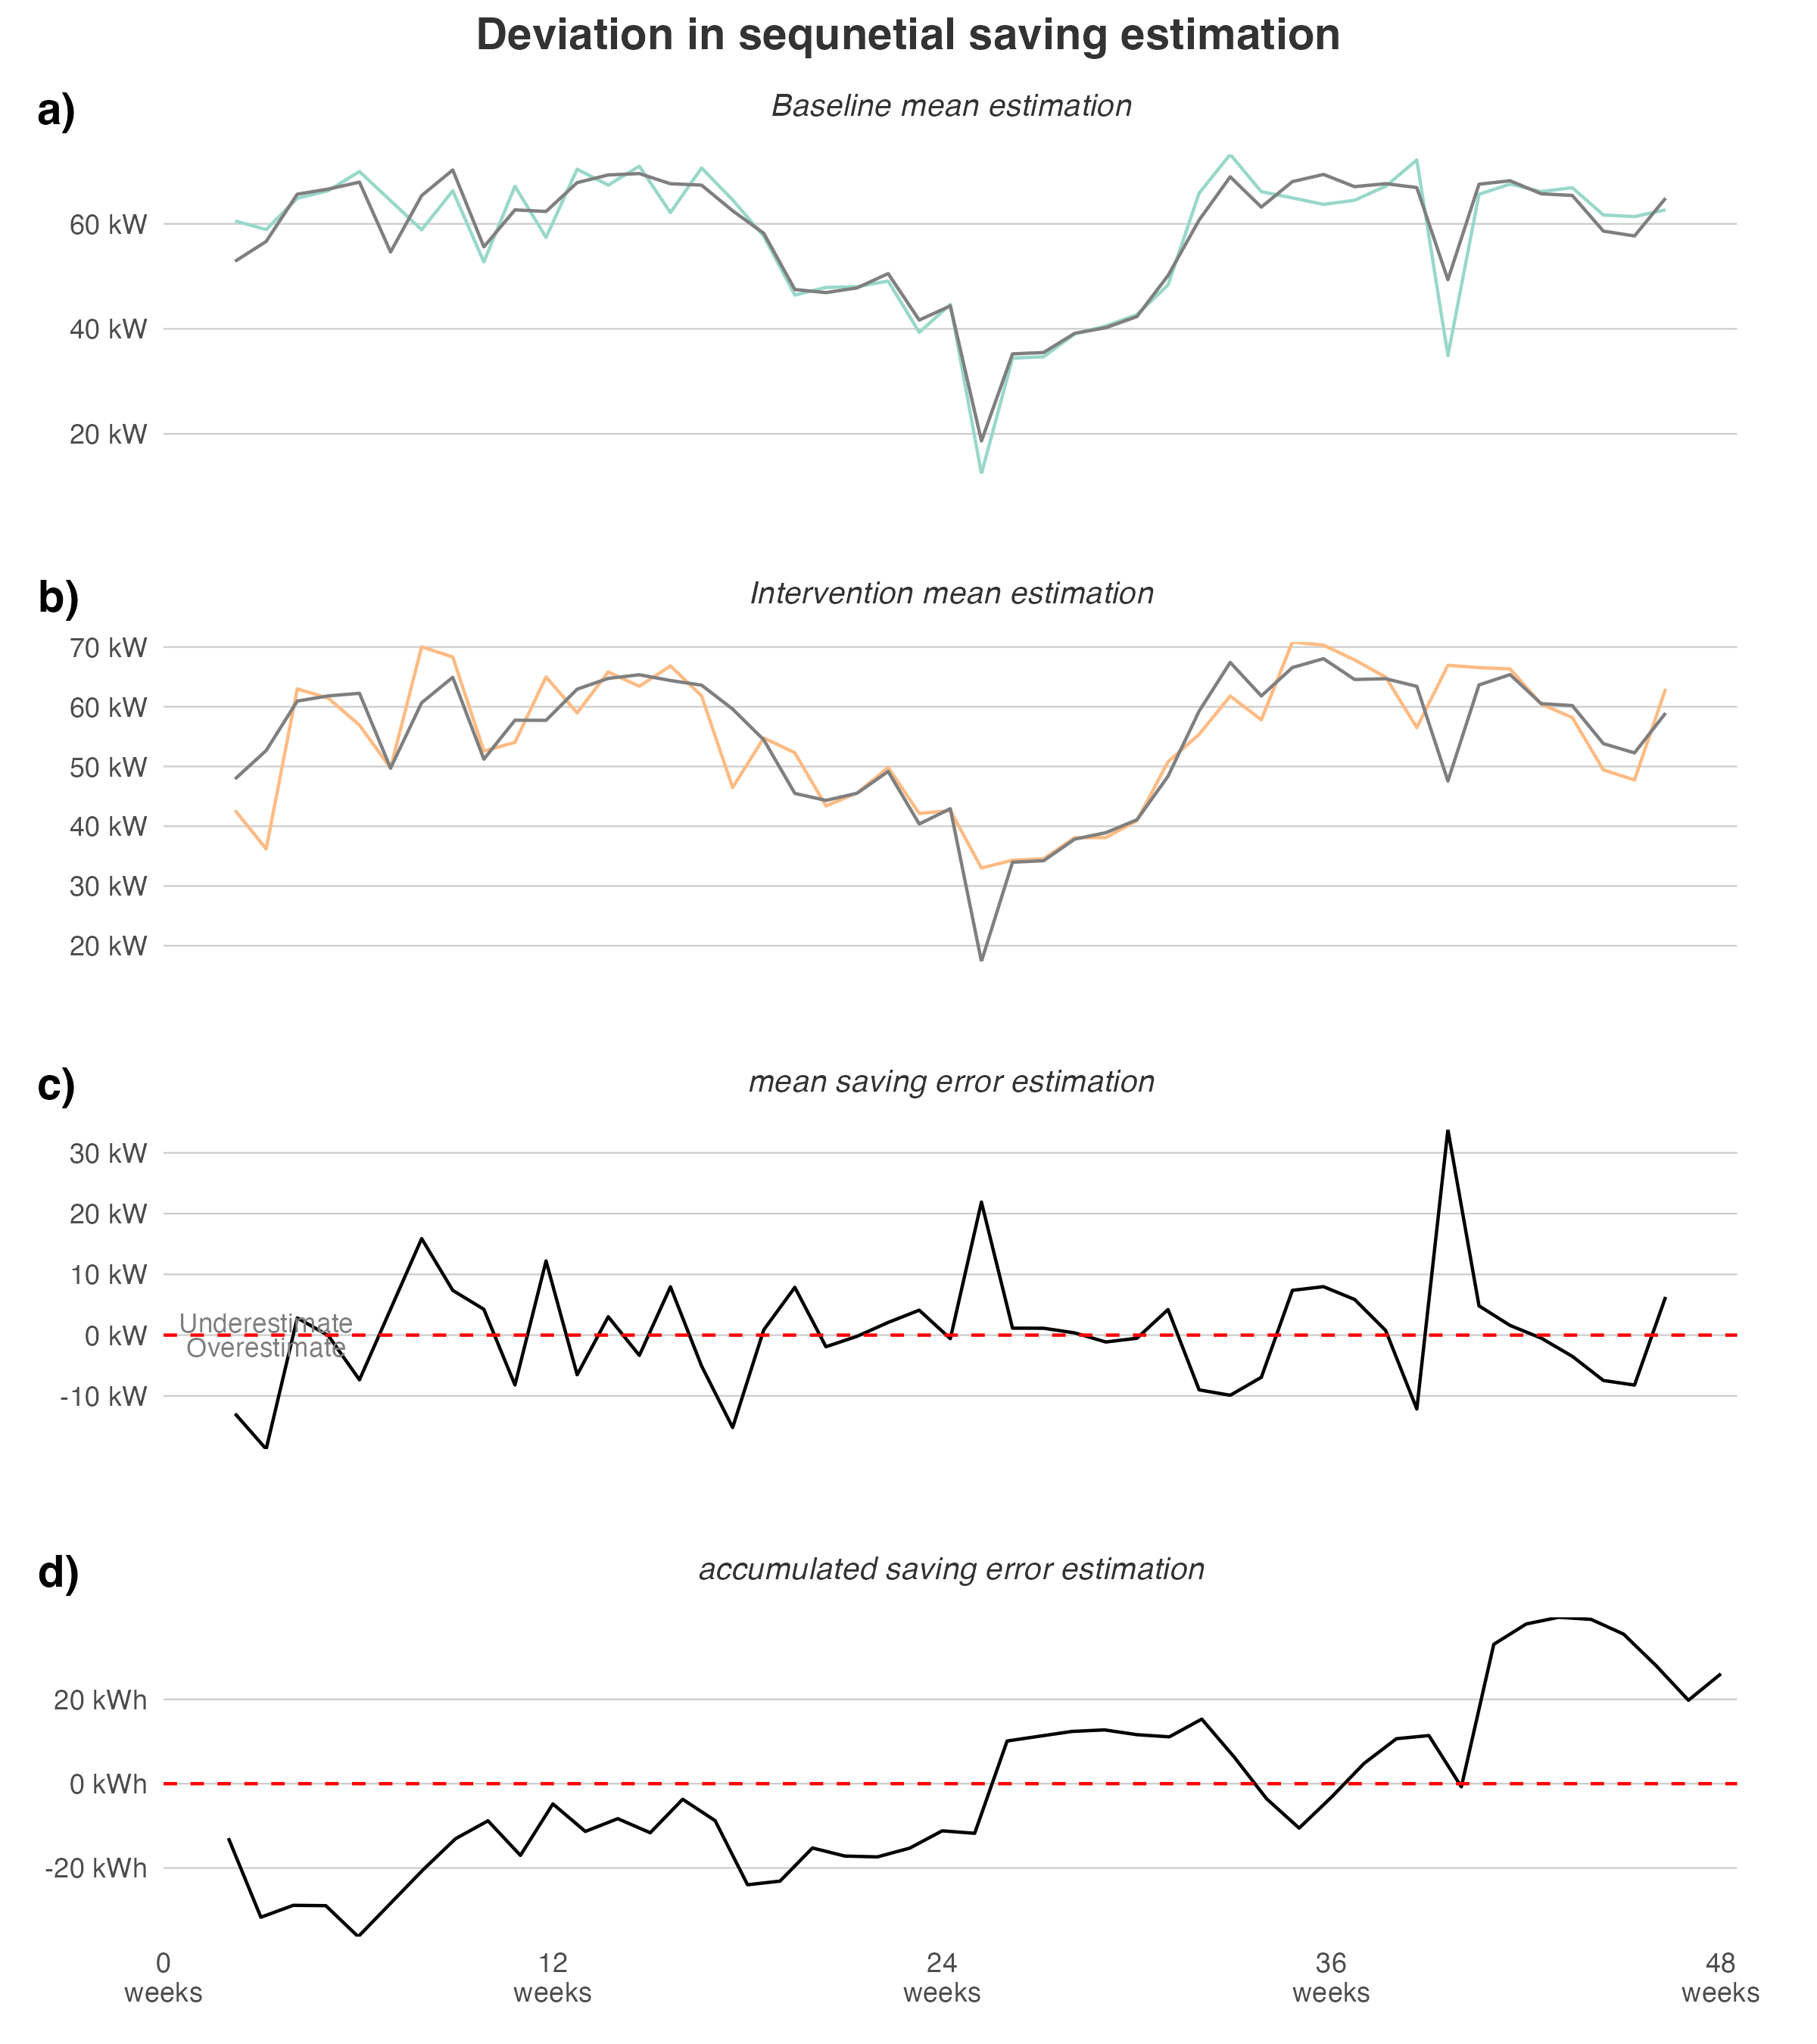 Deviation in sequnetial saving estimation
a)
Baseline mean estimation
60 kW
40 kW
20 kW
b)
Intervention mean estimation
70 kW
60 kW
50 kW
40 kW
30 kW
20 kW
c)
mean saving error estimation
30 kW
20 kW
10 kW
Underestimate
0 kW
Overestimate
-10 kW
d)
accumulated saving error estimation
20 kWh
0 kWh
-20 kWh
0 12 24 36 48
weeks weeks weeks weeks weeks